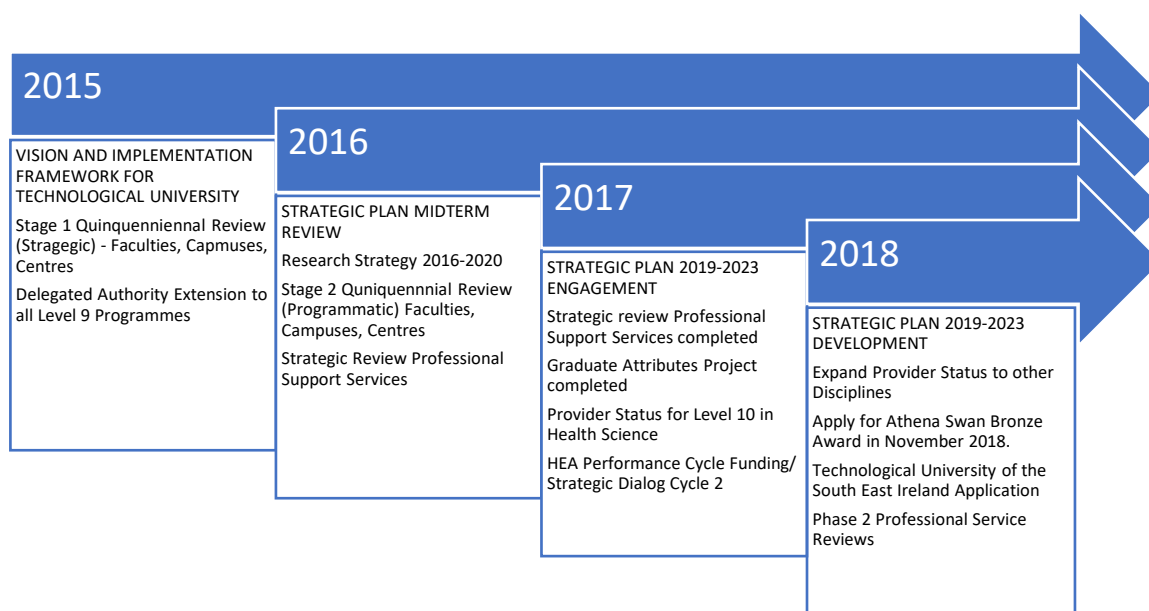 2015
VISION AND IMPLEMENTATION
FRAMEWORK FOR
TECHNOLOGICAL UNIVERSITY
Stage 1 Quinquenniennal Review
(Stragegic) - Faculties, Capmuses,
Centres
Delegated Authority Extension to
all Level 9 Programmes
2016
STRATEGIC PLAN MIDTERM
REVIEW
Research Strategy 2016-2020
Stage 2 Quniquennnial Review
(Programmatic) Faculties,
Campuses, Centres
Strategic Review Professional
Support Services
2017
STRATEGIC PLAN 2019-2023
ENGAGEMENT
Strategic review Professional
Support Services completed
Graduate Attributes Project
completed
Provider Status for Level 10 in
Health Science
HEA Performance Cycle Funding/
Strategic Dialog Cycle 2
2018
STRATEGIC PLAN 2019-2023
DEVELOPMENT
Expand Provider Status to other
Disciplines
Apply for Athena Swan Bronze
Award in November 2018.
Technological University of the
South East Ireland Application
Phase 2 Professional Service
Reviews